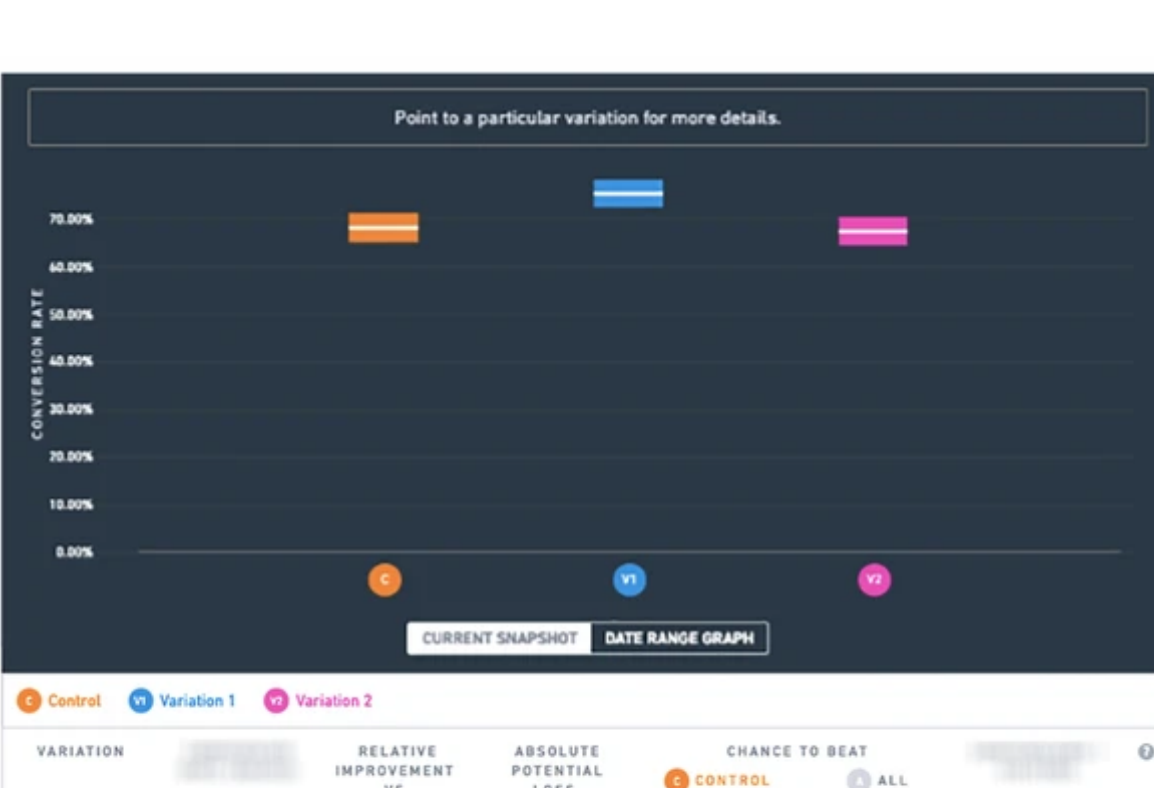 Point to a particular variation for more details.
70.00%
60.00%
50.00%
40.00%
30.00%
20.00%
10.00%
0.00%
CONVERSION RATE
C
V1
V2
CURRENT SNAPSHOT
DATE RANGE GRAPH
C Control
V1 Variation 1
V2 Variation 2
VARIATION
RELATIVE
IMPROVEMENT
ABSOLUTE
POTENTIAL
CHANCE TO BEAT
C CONTROL
A ALL
?